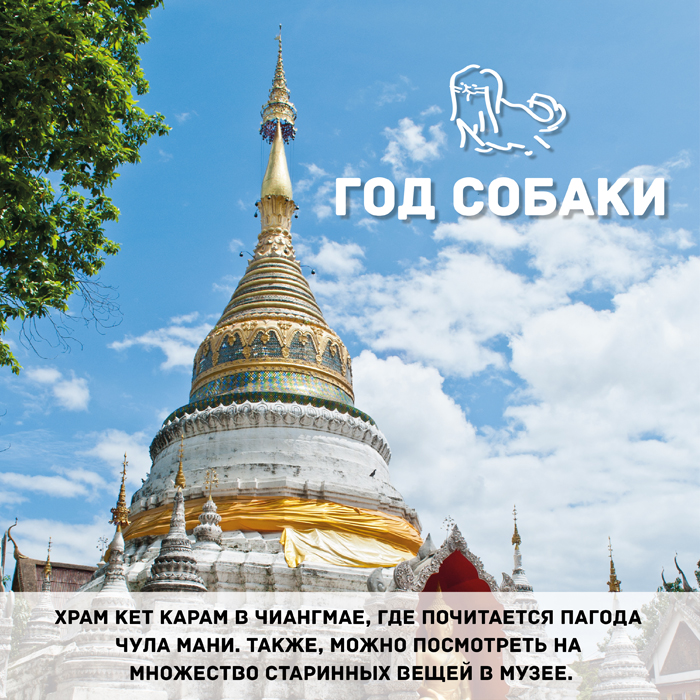 ГОД СОБАКИ
ХРАМ КЕТ КАРАМ В ЧИАНГМАЕ, ГДЕ ПОЧИТАЕТСЯ ПАГОДА
ЧУЛА МАНИ. ТАКЖЕ, МОЖНО ПОСМОТРЕТЬ НА
МНОЖЕСТВО СТАРИННЫХ ВЕЩЕЙ В МУЗЕЕ.